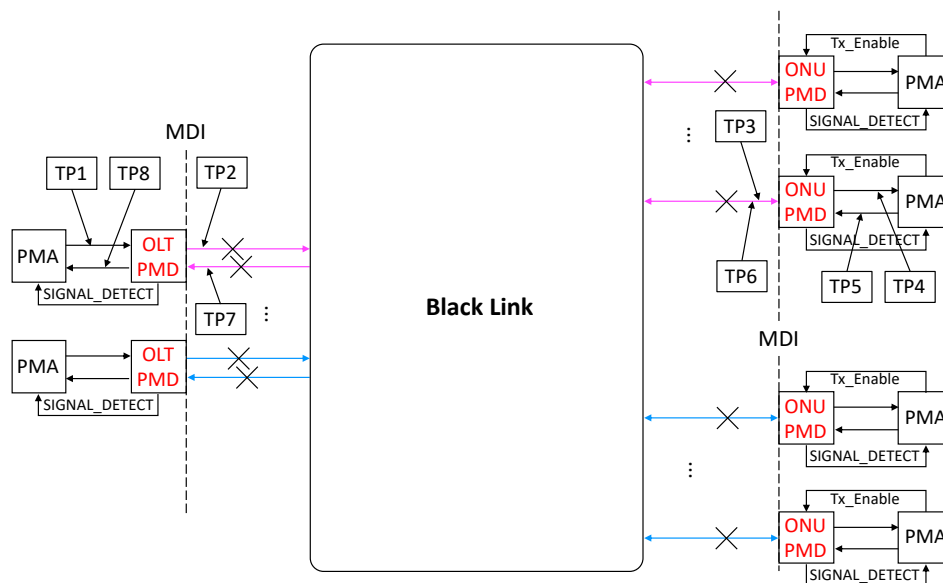 Tx_Enable
ONU
PMD
PMA
SIGNAL_DETECT
...
TP3
MDI
Tx_Enable
TP1
TP8
TP2
ONU
PMD
PMA
SIGNAL_DETECT
PMA
OLT
PMD
SIGNAL_DETECT
TP7
...
TP6
TP5
TP4
Black Link
MDI
PMA
OLT
PMD
SIGNAL_DETECT
Tx_Enable
ONU
PMD
PMA
SIGNAL_DETECT
...
Tx_Enable
ONU
PMD
PMA
SIGNAL_DETECT